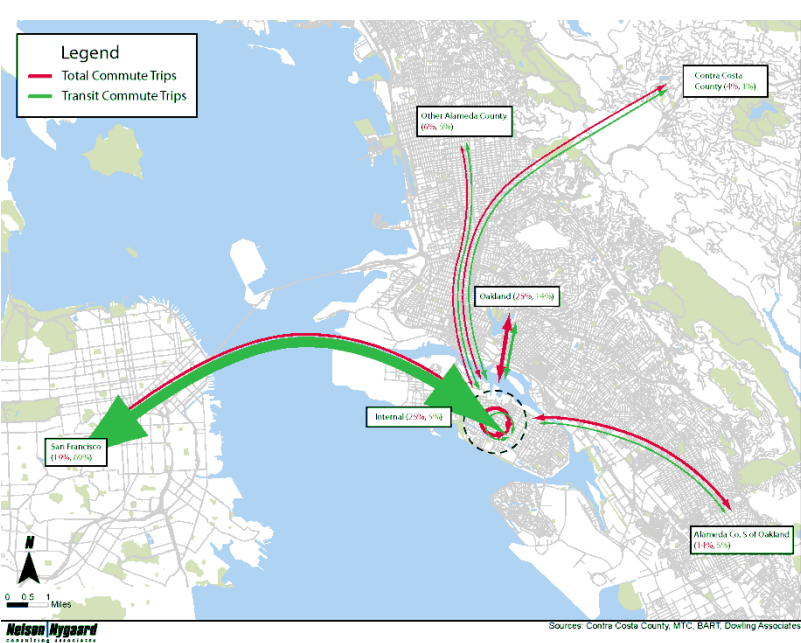 Legend
Total Commute Trips
Transit Commute Trips
Contra Costa
County (4%, 1%)
Other Alameda County
(6%, 5%)
Oakland (25%, 14%)
Internal (25%, 5%)
San Francisco
(19%, 69%)
Alameda Co. S of Oakland
(14%, 5%)
N
0 0.5 1
Miles
Nelson|Nygaard
consulting associates
Sources: Contra Costa County, MTC, BART, Dowling Associates